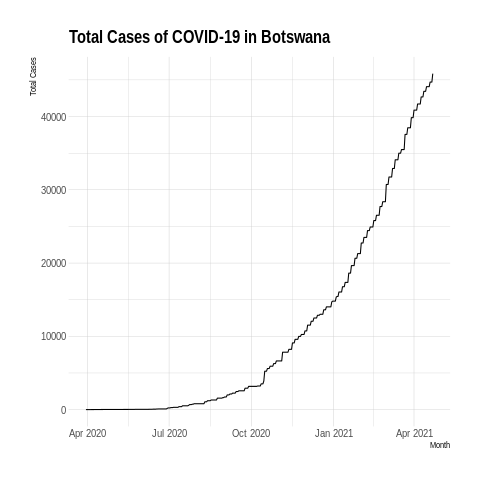 Total Cases of COVID-19 in Botswana
Total Cases
40000
30000
20000
10000
0
Apr 2020 Jul 2020 Oct 2020 Jan 2021 Apr 2021
Month